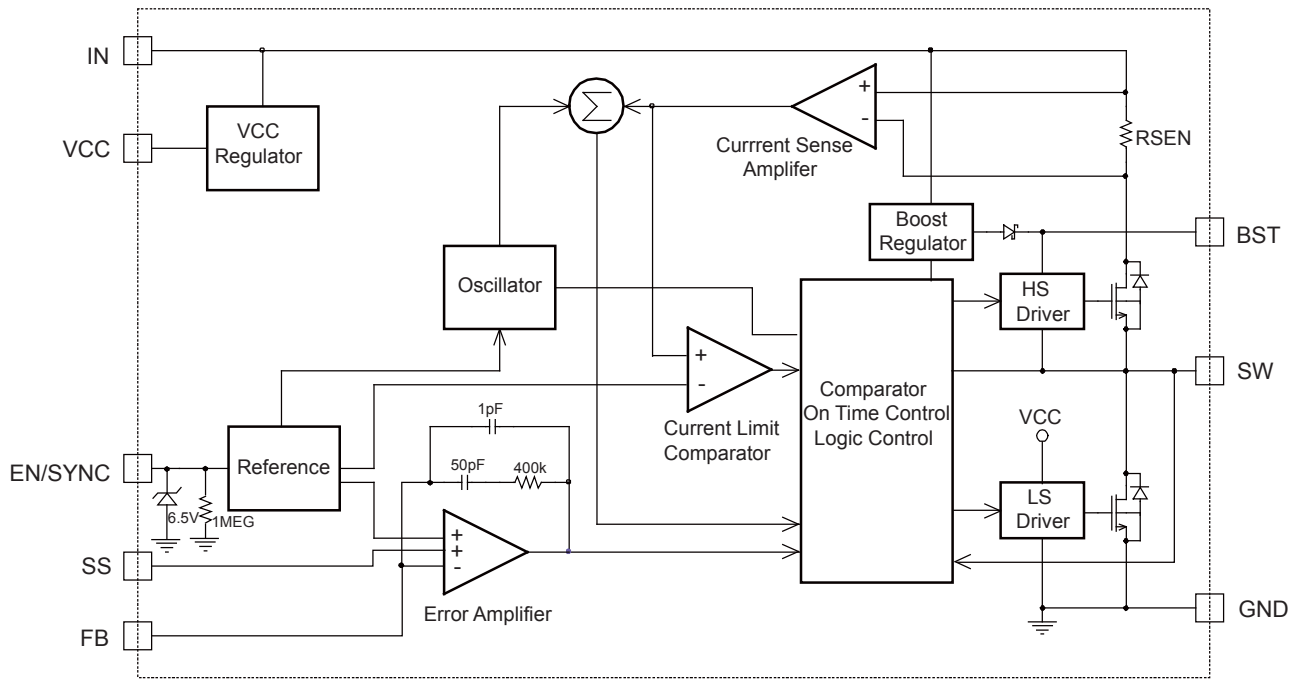 IN
VCC
Regulator
VCC
Σ
+
-
Currrent Sense
Amplifer
RSEN
Boost
Regulator
BST
Oscillator
HS
Driver
+
-
Current Limit
Comparator
Comparator
On Time Control
Logic Control
SW
VCC
1pF
50pF
400k
EN/SYNC
Reference
6.5V
1MEG
LS
Driver
+
+
-
SS
Error Amplifier
FB
GND